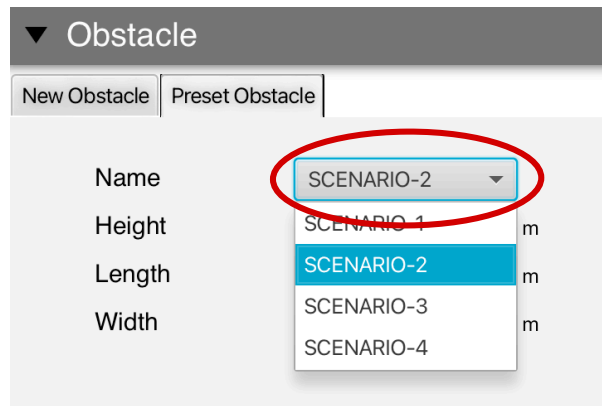 Obstacle
New Obstacle Preset Obstacle
Name SCENARIO-2
Height SCENARIO-1 m
SCENARIO-2
Length m
SCENARIO-3
Width m
SCENARIO-4